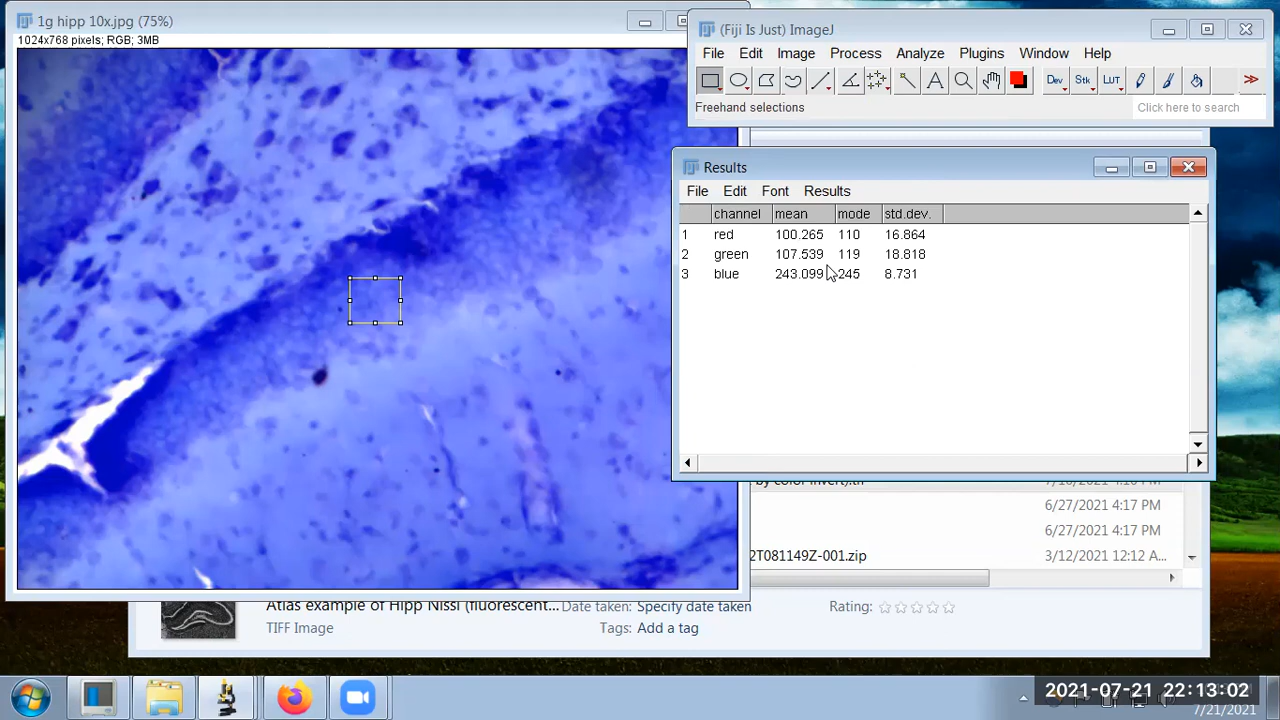 1g hipp 10x.jpg (75%)
1024x768 pixels; RGB; 3MB
(Fiji Is Just) ImageJ
File Edit Image Process Analyze Plugins Window Help
Dev Stk LUT
Freehand selections
Click here to search
Results
File Edit Font Results
channel mean mode std.dev.
1 red 100.265 110 16.864
2 green 107.539 119 18.818
3 blue 243.099 245 8.731
6/27/2021 4:17 PM
6/27/2021 4:17 PM
2T081149Z-001.zip 3/12/2021 12:12 A...
Atlas example of Hipp Nissl (fluorescent... Date taken: Specify date taken Rating:
TIFF Image Tags: Add a tag
2021-07-21 22:13:02
7/21/2021